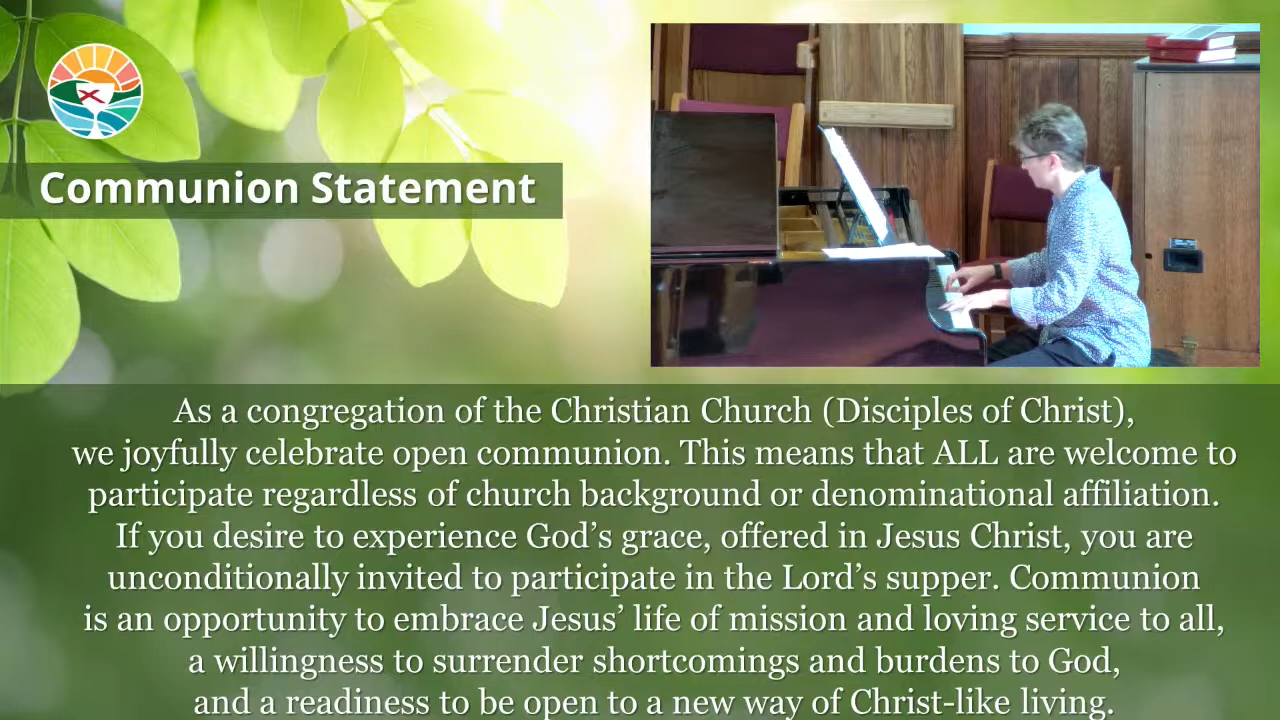 Communion Statement
As a congregation of the Christian Church (Disciples of Christ),
we joyfully celebrate open communion. This means that ALL are welcome to
participate regardless of church background or denominational affiliation.
If you desire to experience God’s grace, offered in Jesus Christ, you are
unconditionally invited to participate in the Lord’s supper. Communion
is an opportunity to embrace Jesus’ life of mission and loving service to all,
a willingness to surrender shortcomings and burdens to God,
and a readiness to be open to a new way of Christ-like living.